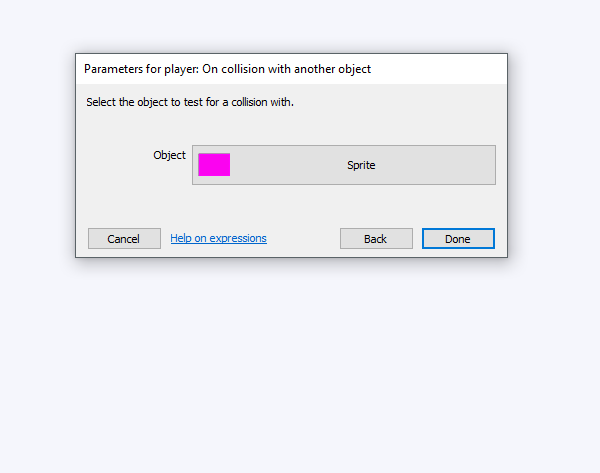 Parameters for player: On collision with another object
Select the object to test for a collision with.
Object
Sprite
Cancel
Help on expressions
Back
Done